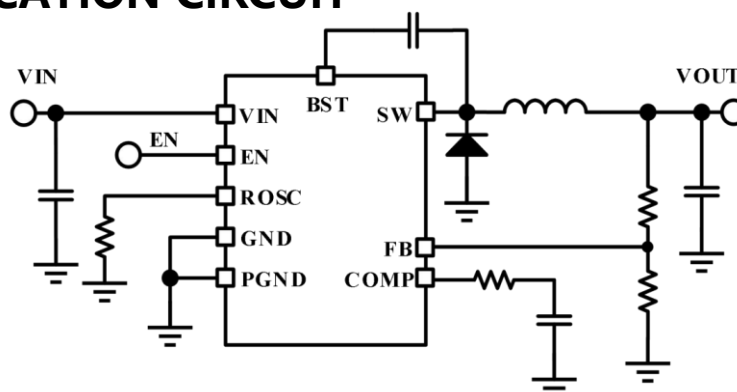 CATION CIRCUIT
VIN
VOUT
BST
VIN
SW
EN
EN
ROSC
GND
FB
PGND
COMP